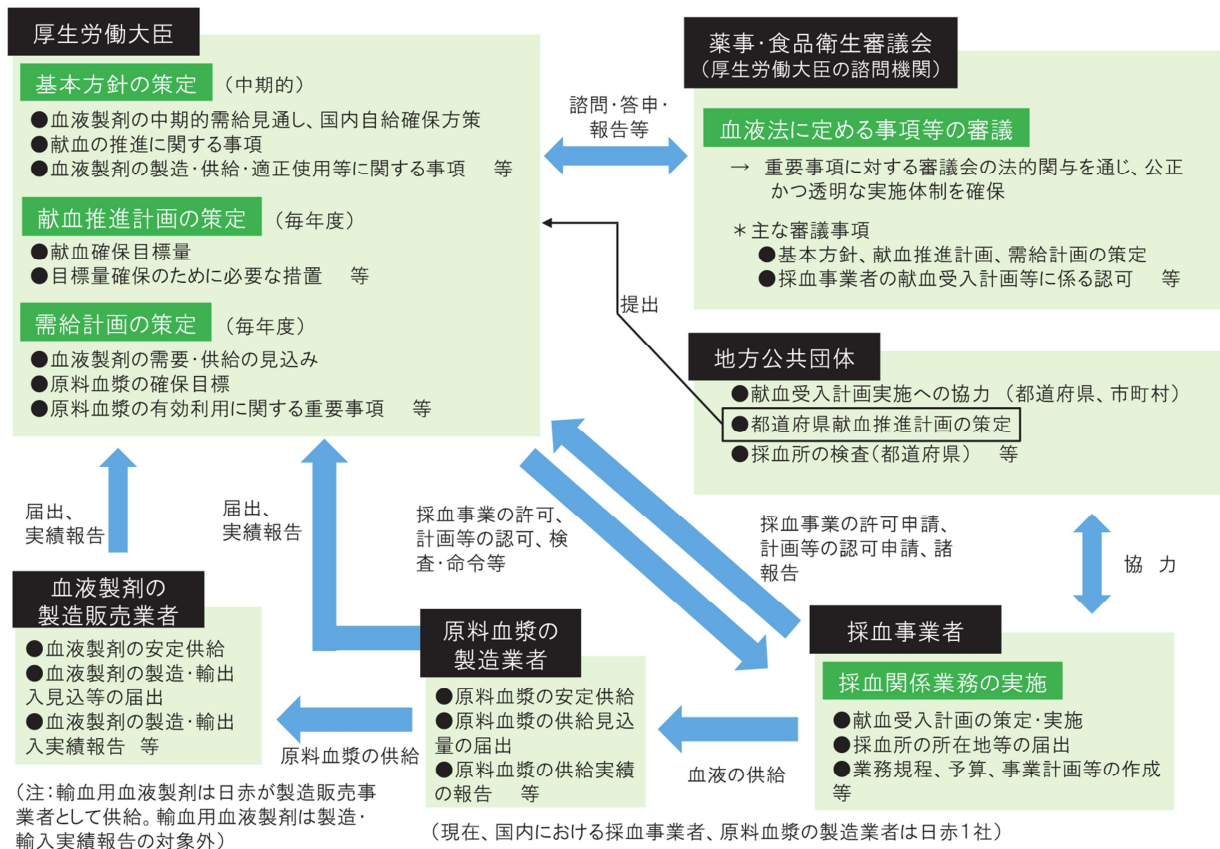 厚生労働大臣
基本方針の策定 （中期的）
●血液製剤の中期的需給見通し、国内自給確保方策
●献血の推進に関する事項
●血液製剤の製造・供給・適正使用等に関する事項　等
献血推進計画の策定 （毎年度）
●献血確保目標量
●目標量確保のために必要な措置　等
需給計画の策定 （毎年度）
●血液製剤の需要・供給の見込み
●原料血漿の確保目標
●原料血漿の有効利用に関する重要事項　等
諮問・答申・
報告等
薬事・食品衛生審議会
（厚生労働大臣の諮問機関）
血液法に定める事項等の審議
→ 重要事項に対する審議会の法的関与を通じ、公正
かつ透明な実施体制を確保
＊主な審議事項
●基本方針、献血推進計画、需給計画の策定
●採血事業者の献血受入計画等に係る認可　等
提出
地方公共団体
●献血受入計画実施への協力 （都道府県、市町村）
●都道府県献血推進計画の策定
●採血所の検査（都道府県）　等
届出、
実績報告
届出、
実績報告
採血事業の許可、
計画等の認可、検
査・命令等
採血事業の許可申請、
計画等の認可申請、諸
報告
協 力
血液製剤の
製造販売業者
●血液製剤の安定供給
●血液製剤の製造・輸出
入見込等の届出
●血液製剤の製造・輸出
入実績報告 等
原料血漿の供給
原料血漿の
製造業者
●原料血漿の安定供給
●原料血漿の供給見込
量の届出
●原料血漿の供給実績
の報告　等
血液の供給
採血事業者
採血関係業務の実施
●献血受入計画の策定・実施
●採血所の所在地等の届出
●業務規程、予算、事業計画等の作成
等
（注：輸血用血液製剤は日赤が製造販売事
業者として供給。輸血用血液製剤は製造・
輸入実績報告の対象外）
（現在、国内における採血事業者、原料血漿の製造業者は日赤１社）